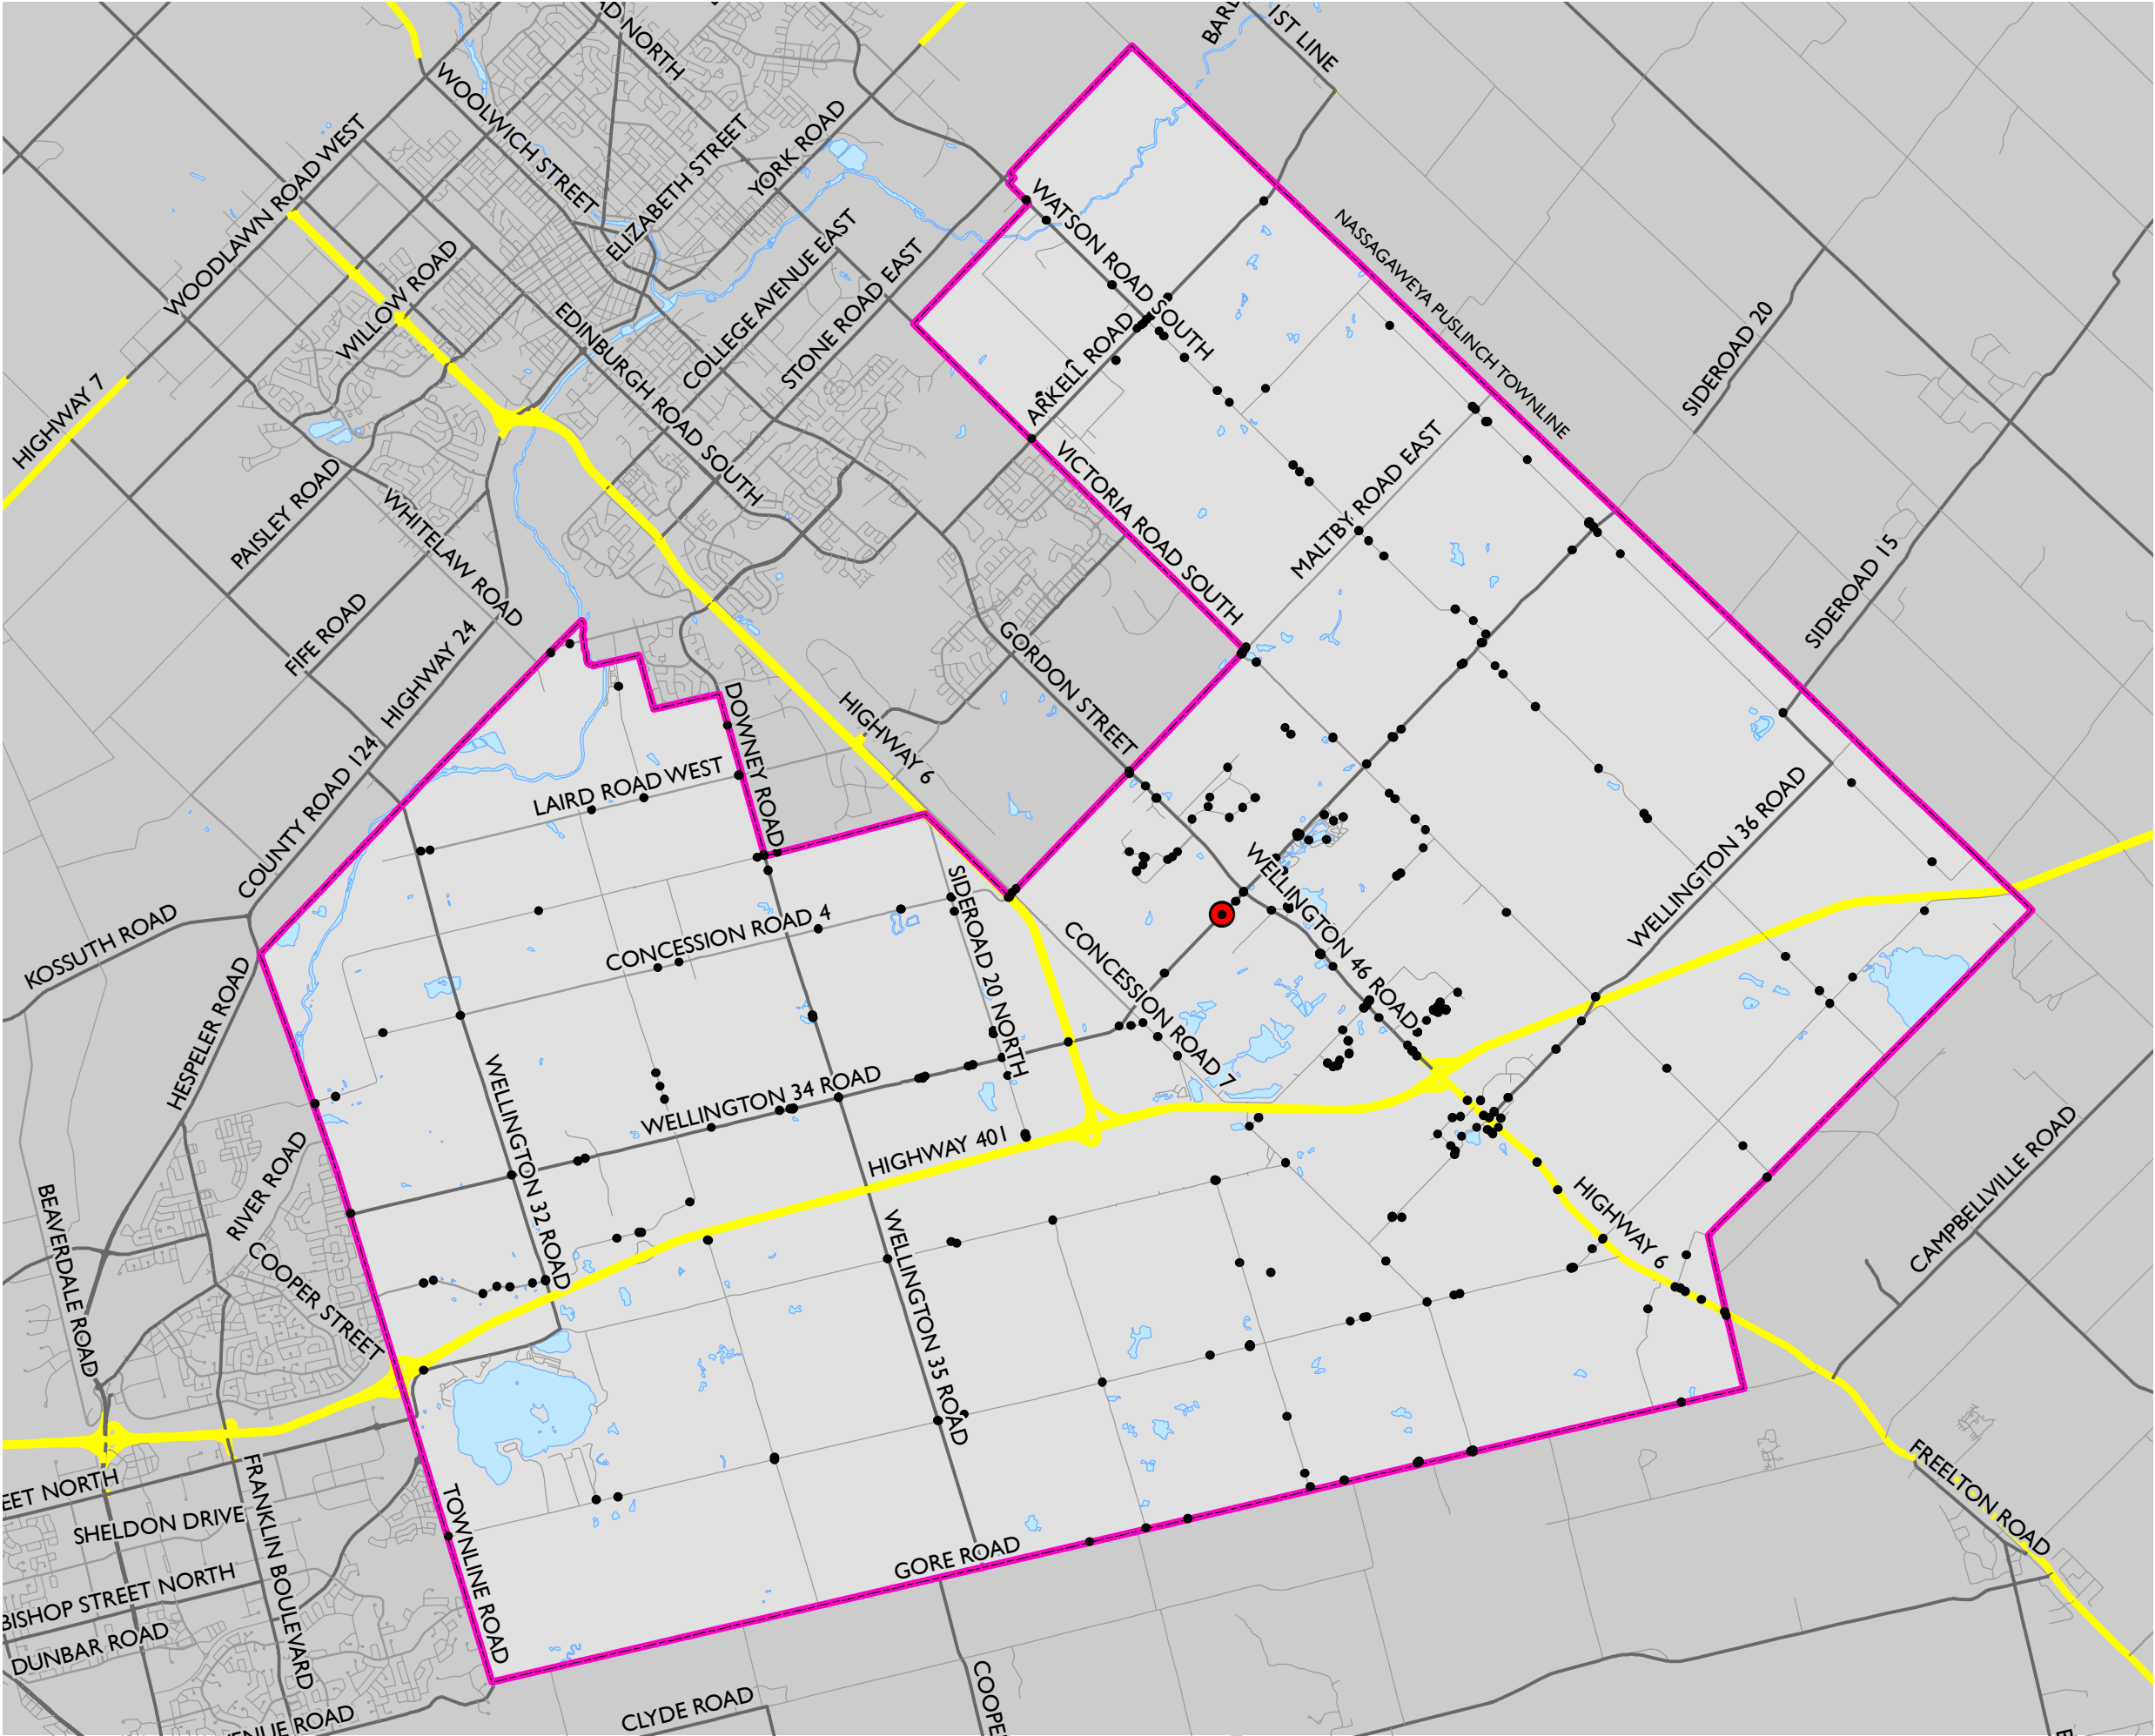 1ST LINE
WOOLWICH STREET
YORK ROAD
ELIZABETH STREET
WOODLAWN ROAD WEST
WATSON ROAD SOUTH
NASSAGAWEYA PUSLINCH TOWNLINE
WILLOW ROAD
COLLEGE AVENUE EAST
STONE ROAD EAST
EDINBURGH ROAD SOUTH
ARKELL ROAD
SIDEROAD 20
HIGHWAY 7
PAISLEY ROAD
WHITELAW ROAD
VICTORIA ROAD SOUTH
MALTBY ROAD EAST
SIDEROAD 15
FIFE ROAD
HIGHWAY 24
GORDON STREET
HIGHWAY 6
DOWNEY ROAD
LAIRD ROAD WEST
COUNTY ROAD 124
WELLINGTON 36 ROAD
WELLINGTON 46 ROAD
SIDEROAD 20 NORTH
CONCESSION ROAD 4
CONCESSION ROAD 7
KOSSUTH ROAD
HESPELER ROAD
WELLINGTON 34 ROAD
WELLINGTON 32 ROAD
HIGHWAY 401
RIVER ROAD
COOPER STREET
BEAVERDALE ROAD
WELLINGTON 35 ROAD
HIGHWAY 6
CAMPBELLVILLE ROAD
FREELTON ROAD
SHELDON DRIVE
FRANKLIN BOULEVARD
TOWNLINE ROAD
GORE ROAD
BISHOP STREET NORTH
DUNBAR ROAD
CLYDE ROAD
ROAD